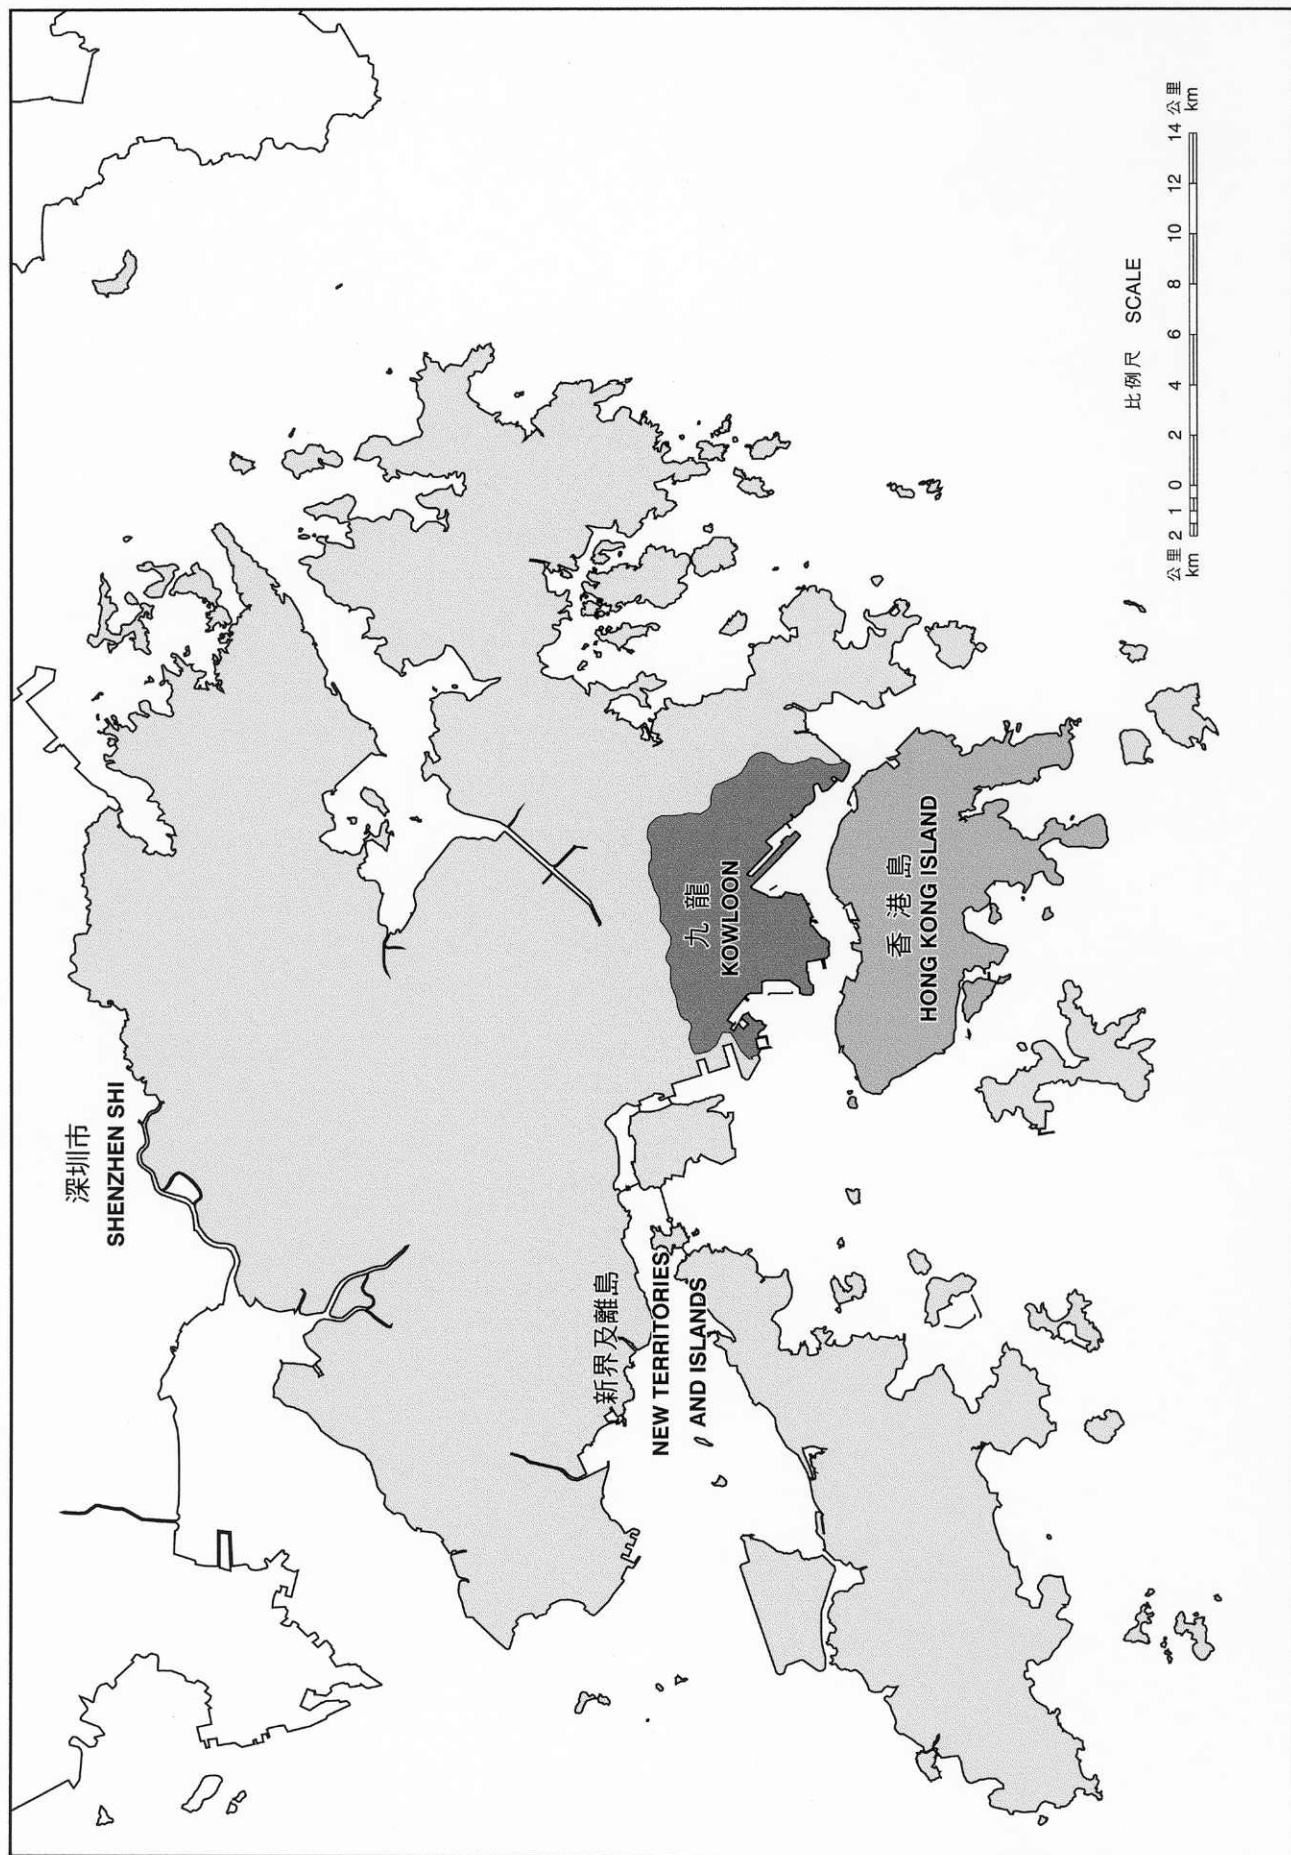 深圳市
SHENZHEN SHI
新界及離島
NEW TERRITORIES
AND ISLANDS
九龍
KOWLOON
香港島
HONG KONG ISLAND
比例尺 SCALE
公里 2 1 0 2 4 6 8 10 12 14 公里
km km